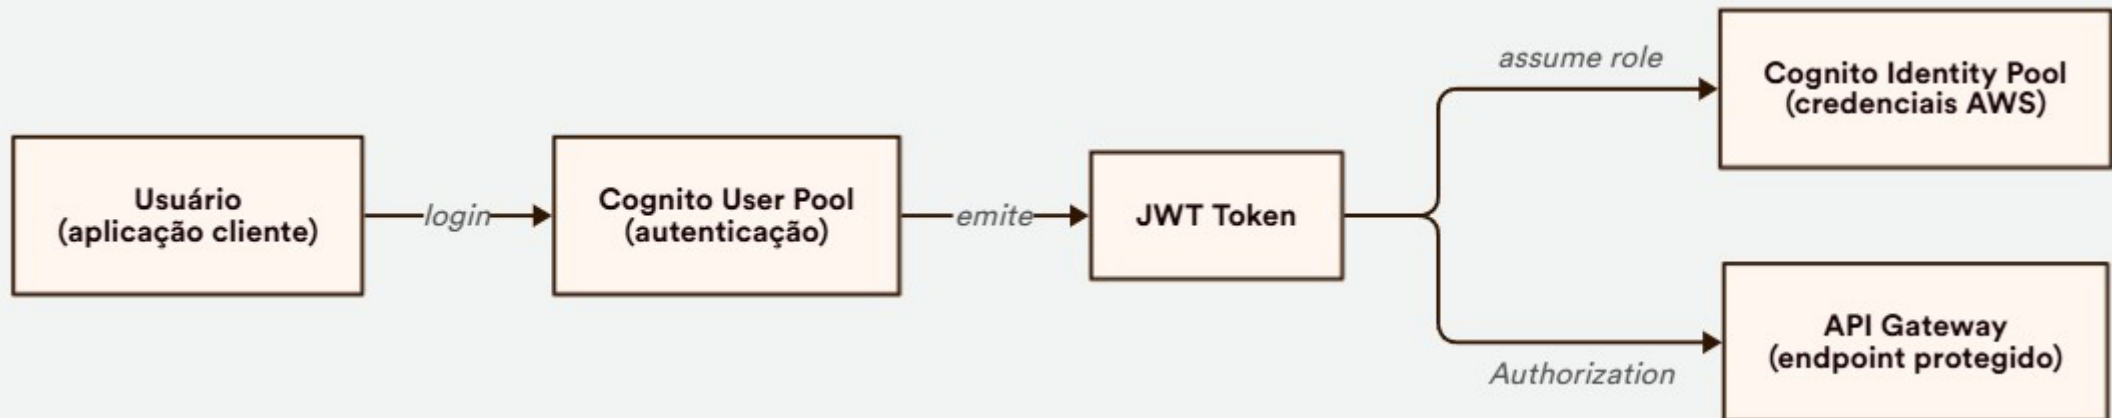 Usuário
(aplicação cliente)
login
Cognito User Pool
(autenticação)
emite
JWT Token
assume role
Cognito Identity Pool
(credenciais AWS)
Authorization
API Gateway
(endpoint protegido)